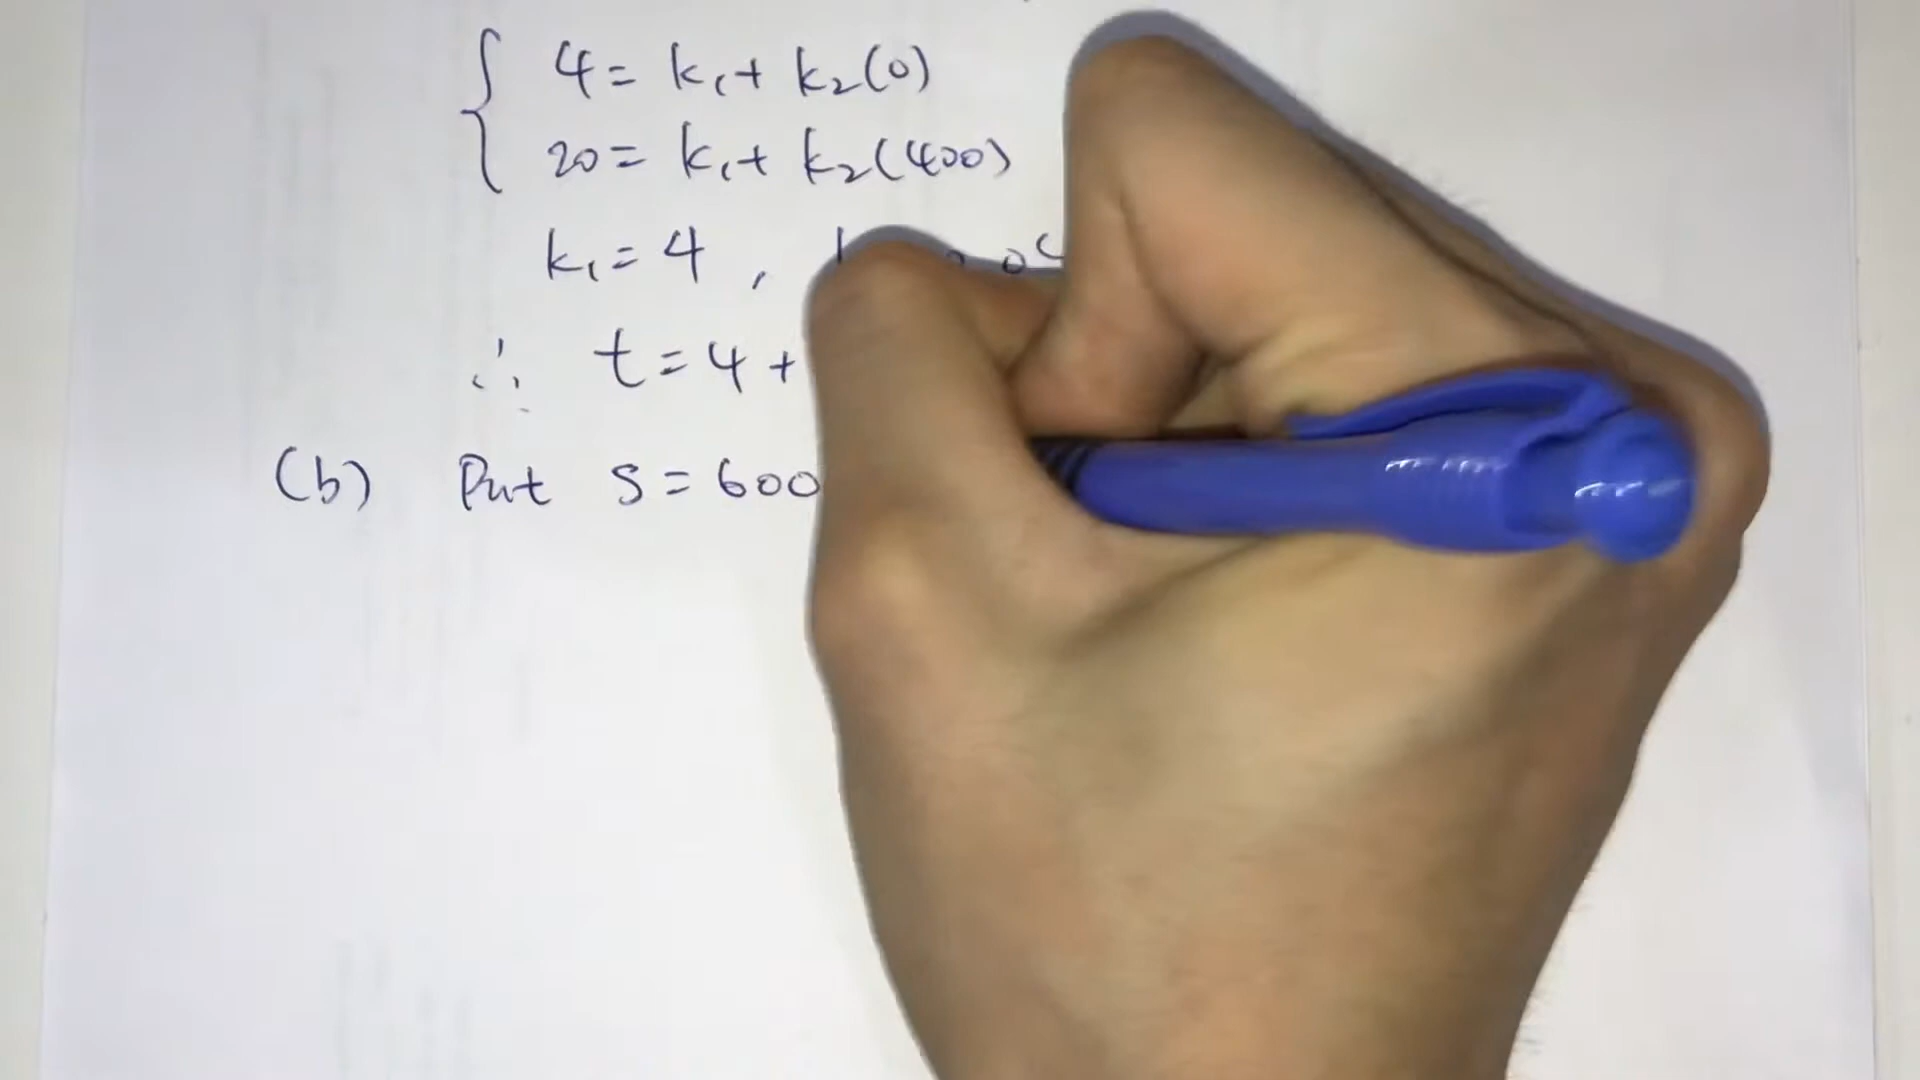 4 = k₁ + k₂(0)
20 = k₁ + k₂(400)
k₁ = 4 ,
∴ t = 4 +
(b) Put s = 600